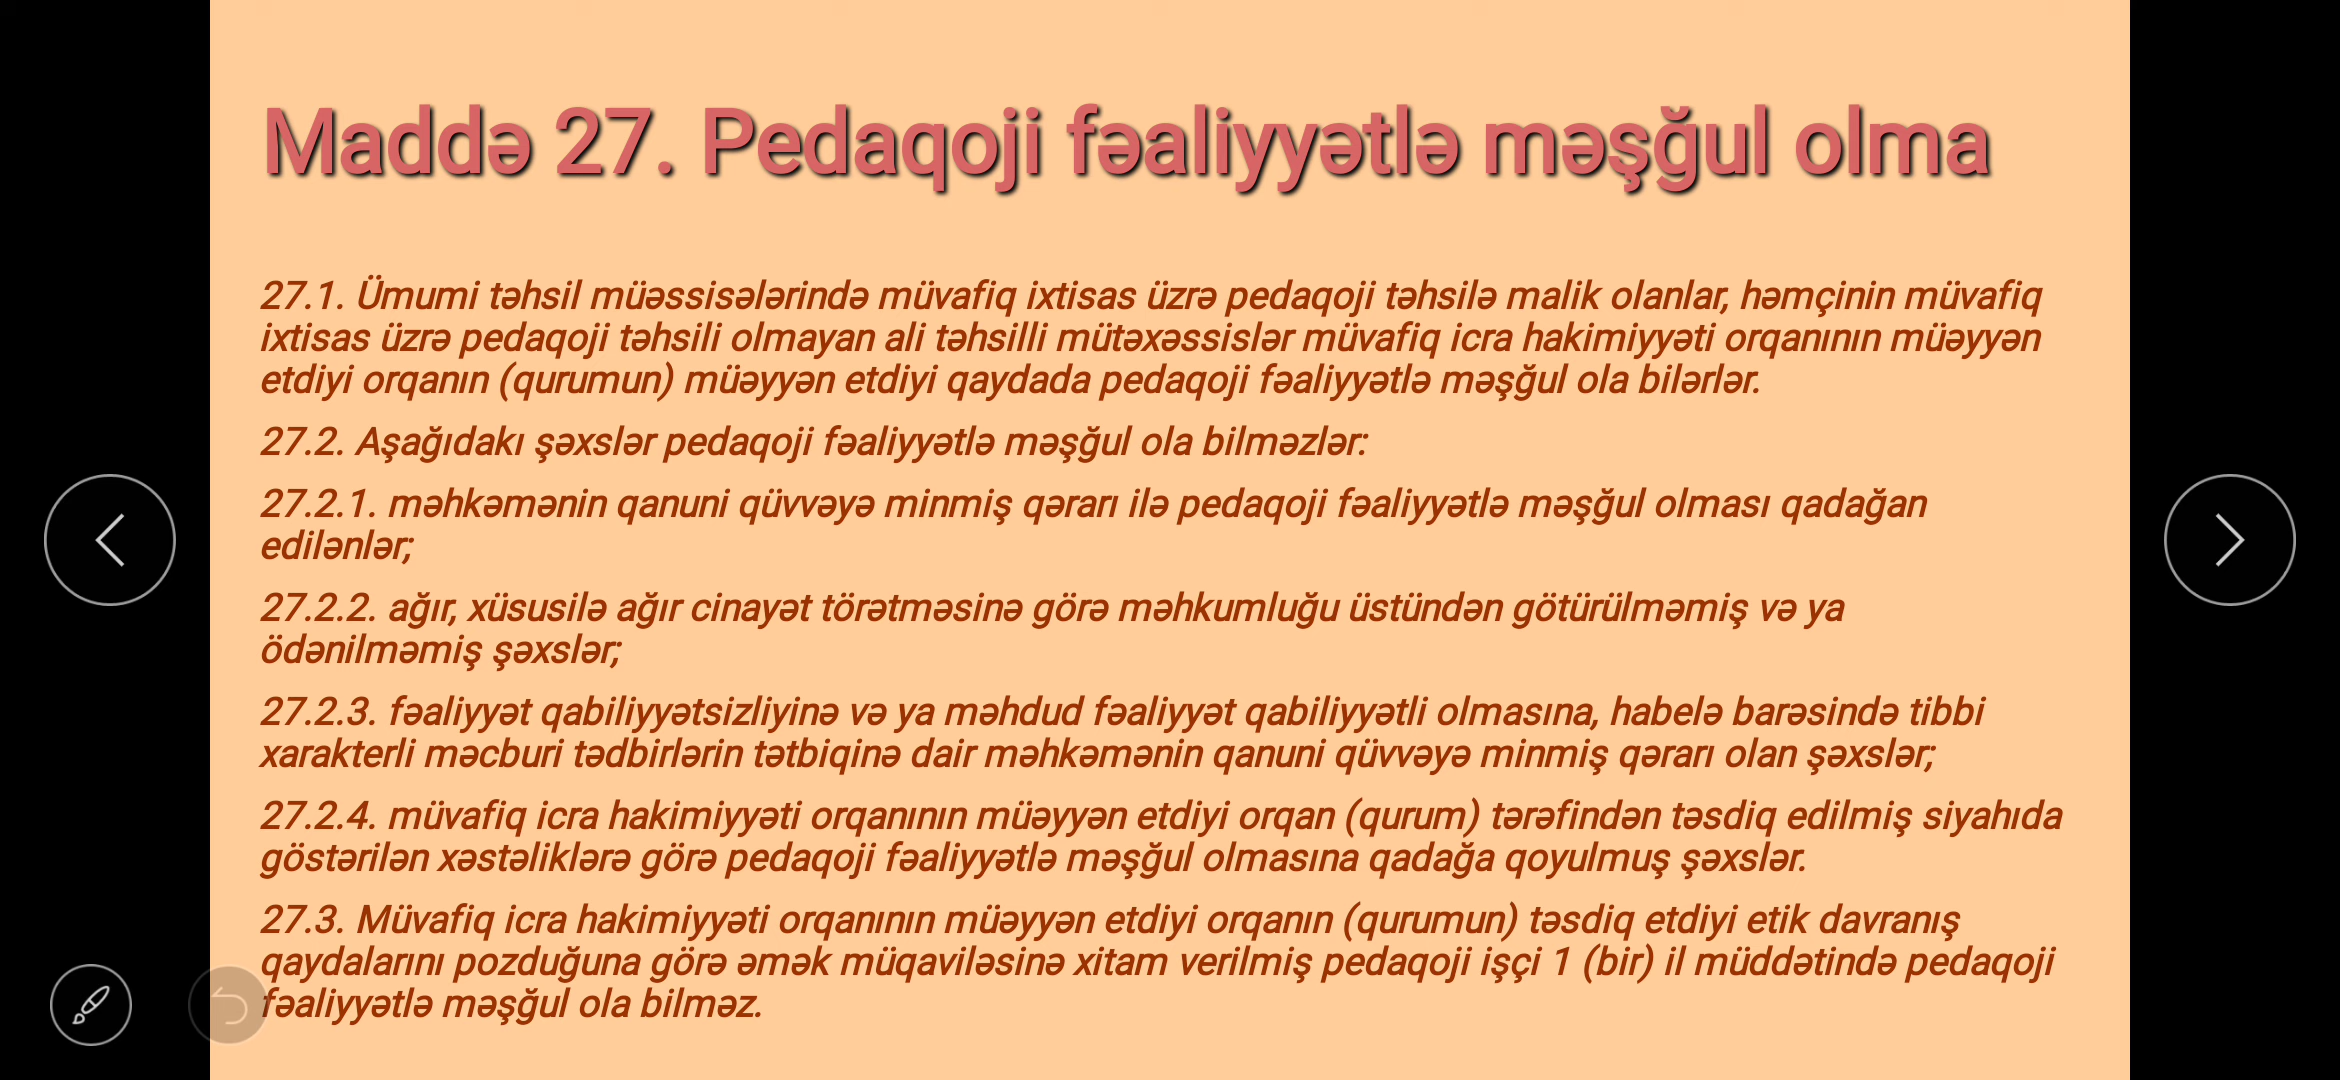 Maddə 27. Pedaqoji fəaliyyətlə məşğul olma
27.1. Ümumi təhsil müəssisələrində müvafiq ixtisas üzrə pedaqoji təhsilə malik olanlar, həmçinin müvafiq
ixtisas üzrə pedaqoji təhsili olmayan ali təhsilli mütəxəssislər müvafiq icra hakimiyyəti orqanının müəyyən
etdiyi orqanın (qurumun) müəyyən etdiyi qaydada pedaqoji fəaliyyətlə məşğul ola bilərlər.
27.2. Aşağıdakı şəxslər pedaqoji fəaliyyətlə məşğul ola bilməzlər:
27.2.1. məhkəmənin qanuni qüvvəyə minmiş qərarı ilə pedaqoji fəaliyyətlə məşğul olması qadağan
edilənlər;
27.2.2. ağır, xüsusilə ağır cinayət törətməsinə görə məhkumluğu üstündən götürülməmiş və ya
ödənilməmiş şəxslər;
27.2.3. fəaliyyət qabiliyyətsizliyinə və ya məhdud fəaliyyət qabiliyyətli olmasına, habelə barəsində tibbi
xarakterli məcburi tədbirlərin tətbiqinə dair məhkəmənin qanuni qüvvəyə minmiş qərarı olan şəxslər;
27.2.4. müvafiq icra hakimiyyəti orqanının müəyyən etdiyi orqan (qurum) tərəfindən təsdiq edilmiş siyahıda
göstərilən xəstəliklərə görə pedaqoji fəaliyyətlə məşğul olmasına qadağa qoyulmuş şəxslər.
27.3. Müvafiq icra hakimiyyəti orqanının müəyyən etdiyi orqanın (qurumun) təsdiq etdiyi etik davranış
qaydalarını pozduğuna görə əmək müqaviləsinə xitam verilmiş pedaqoji işçi 1 (bir) il müddətində pedaqoji
fəaliyyətlə məşğul ola bilməz.